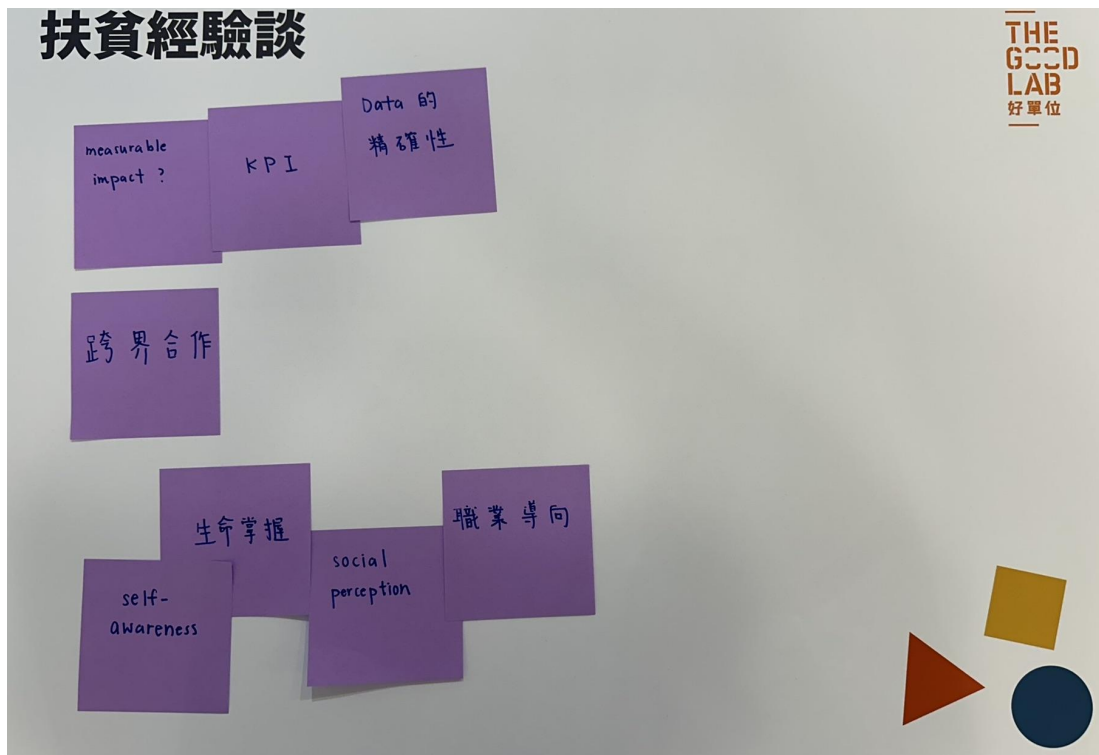 扶貧經驗談
THE
GOOD
LAB
好單位
measurable
impact ?
KPI
Data 的
精確性
跨界合作
生命掌握
self-
awareness
social
perception
職業導向